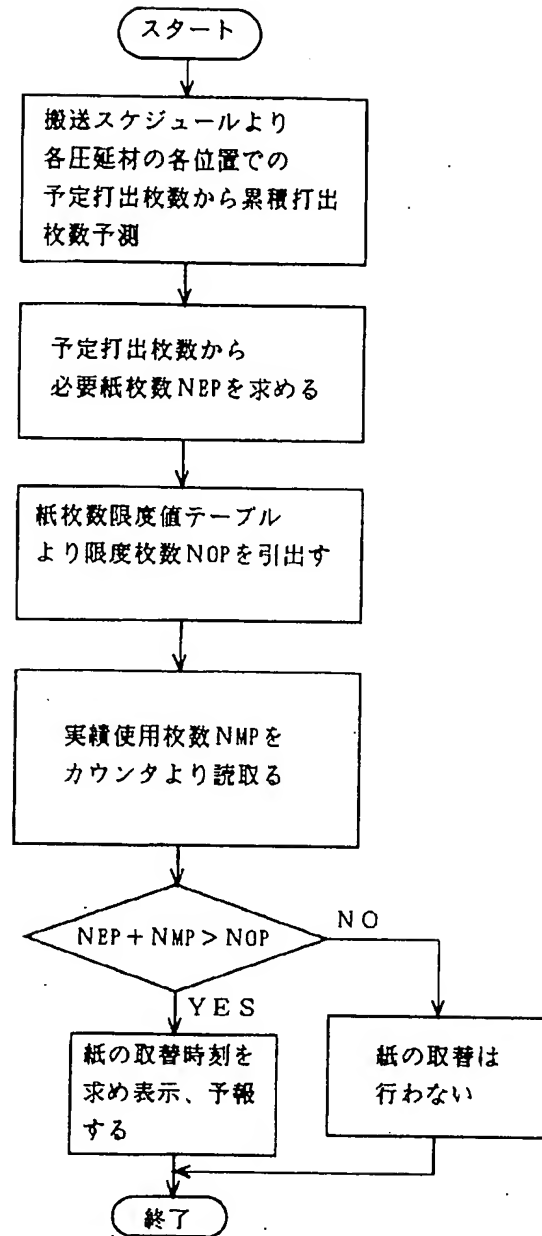 スタート
搬送スケジュールより
各圧延材の各位置での
予定打出枚数から累積打出
枚数予測
予定打出枚数から
必要紙枚数NEPを求める
紙枚数限度値テーブル
より限度枚数NOPを引出す
実績使用枚数NMPを
カウンタより読取る
NEP+NMP>NOP
NO
YES
紙の取替時刻を
求め表示、予報
する
紙の取替は
行わない
終了